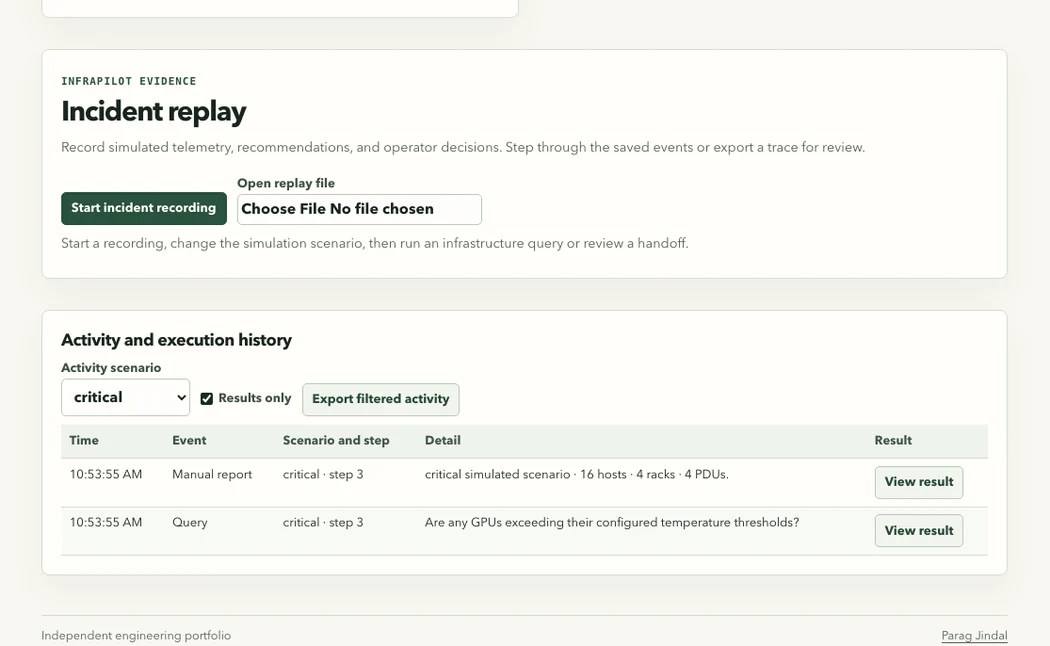 INFRAPILOT EVIDENCE
Incident replay
Record simulated telemetry, recommendations, and operator decisions. Step through the saved events or export a trace for review.
Open replay file
Start incident recording
Choose File No file chosen
Start a recording, change the simulation scenario, then run an infrastructure query or review a handoff.
Activity and execution history
Activity scenario
critical Results only Export filtered activity
Time Event Scenario and step Detail Result
10:53:55 AM Manual report critical · step 3 critical simulated scenario · 16 hosts · 4 racks · 4 PDUs. View result
10:53:55 AM Query critical · step 3 Are any GPUs exceeding their configured temperature thresholds? View result
Independent engineering portfolio Parag Jindal